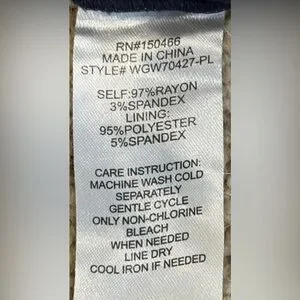 RN#150466
MADE IN CHINA
STYLE# WGW70427-PL
SELF:97%RAYON
3%SPANDEX
LINING:
95%POLYESTER
5%SPANDEX
CARE INSTRUCTION:
MACHINE WASH COLD
SEPARATELY
GENTLE CYCLE
ONLY NON-CHLORINE
BLEACH
WHEN NEEDED
LINE DRY
COOL IRON IF NEEDED